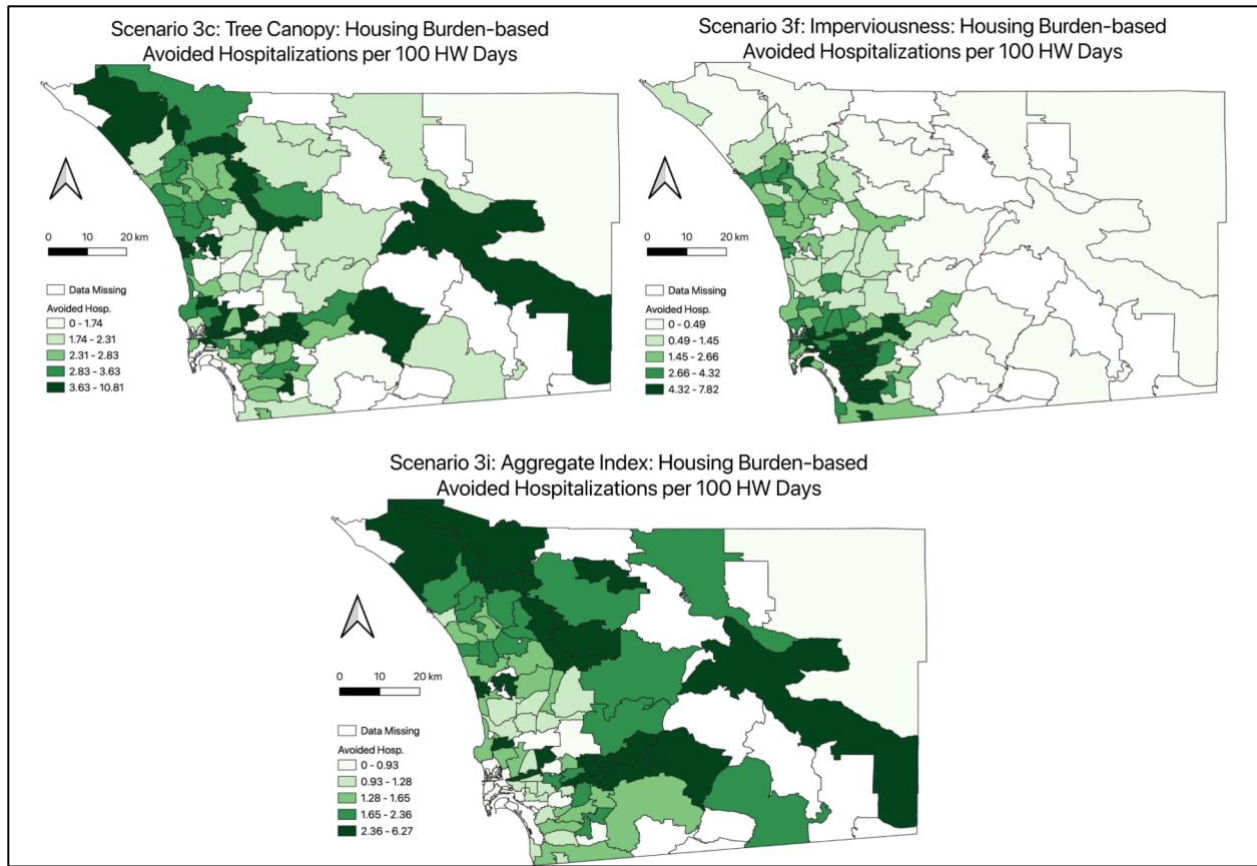 Scenario 3c: Tree Canopy: Housing Burden-based
Avoided Hospitalizations per 100 HW Days
0 10 20 km
Data Missing
Avoided Hosp.
0 - 1.74
1.74 - 2.31
2.31 - 2.83
2.83 - 3.63
3.63 - 10.81
Scenario 3f: Imperviousness: Housing Burden-based
Avoided Hospitalizations per 100 HW Days
0 10 20 km
Data Missing
Avoided Hosp.
0 - 0.49
0.49 - 1.45
1.45 - 2.66
2.66 - 4.32
4.32 - 7.82
Scenario 3i: Aggregate Index: Housing Burden-based
Avoided Hospitalizations per 100 HW Days
0 10 20 km
Data Missing
Avoided Hosp.
0 - 0.93
0.93 - 1.28
1.28 - 1.65
1.65 - 2.36
2.36 - 6.27